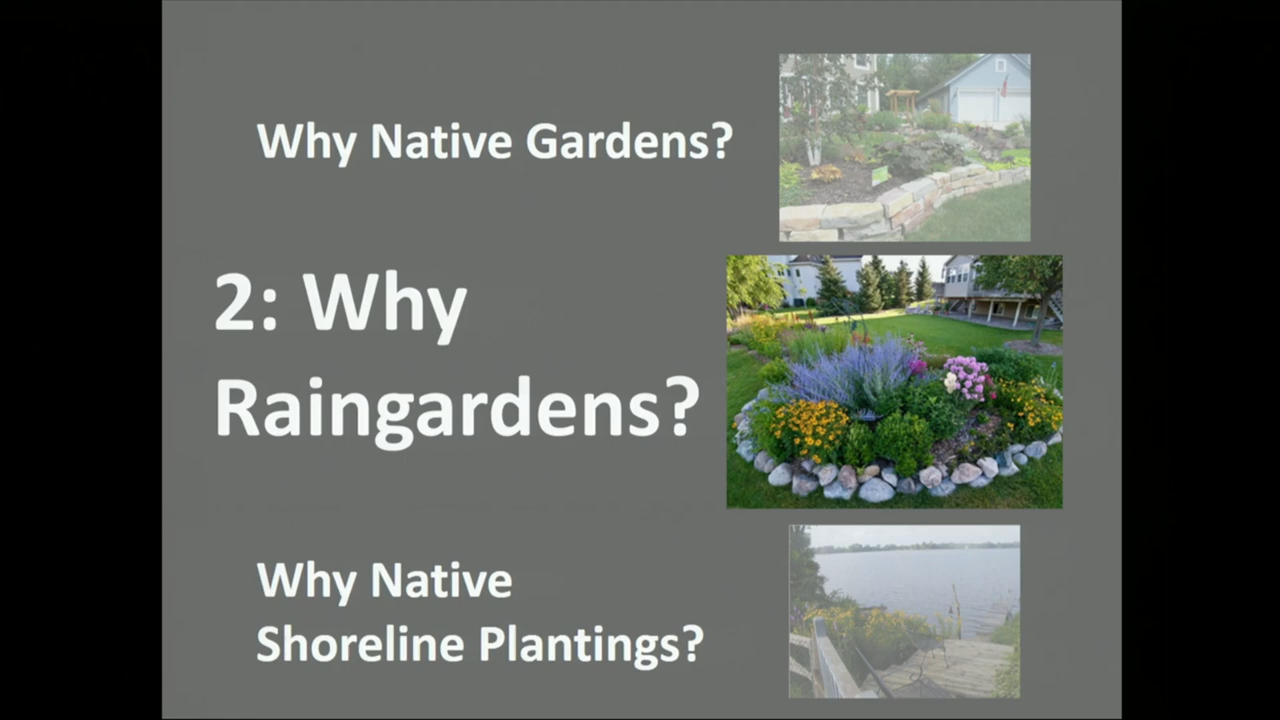 Why Native Gardens?
2: Why
Raingardens?
Why Native
Shoreline Plantings?